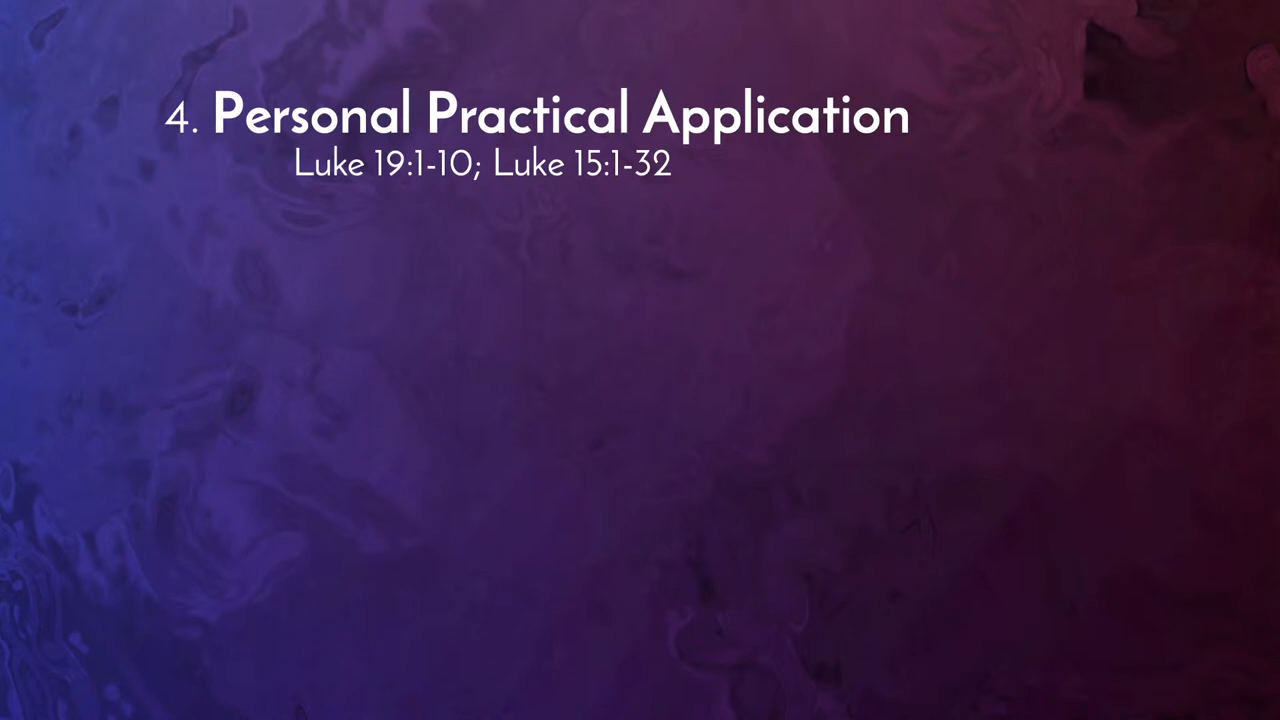 4. Personal Practical Application
Luke 19:1-10; Luke 15:1-32